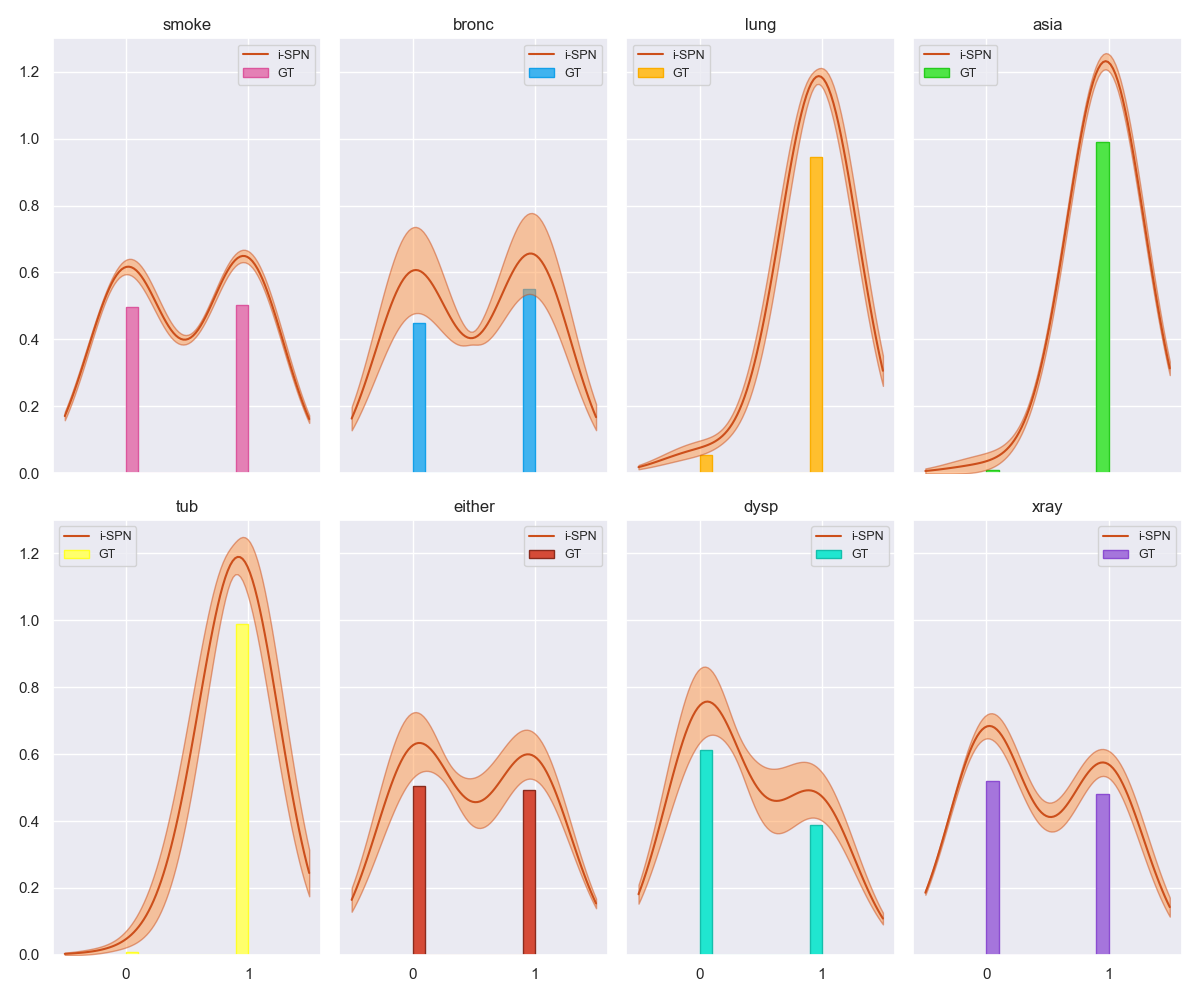 smoke
i-SPN
GT
1.2
1.0
0.8
0.6
0.4
0.2
0.0
bronc
i-SPN
GT
lung
i-SPN
GT
asia
i-SPN
GT
tub
i-SPN
GT
1.2
1.0
0.8
0.6
0.4
0.2
0.0
0 1
either
i-SPN
GT
0 1
dysp
i-SPN
GT
0 1
xray
i-SPN
GT
0 1